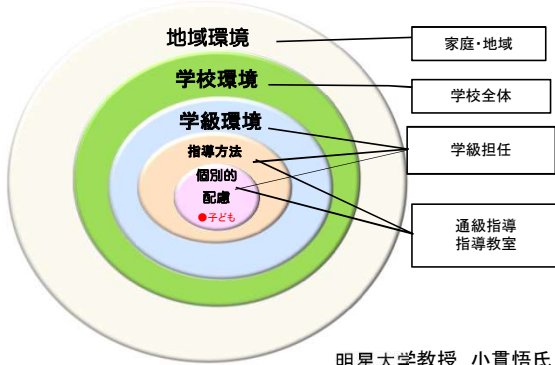 地域環境
家庭・地域
学校環境
学校全体
学級環境
学級担任
指導方法
個別的
配慮
●子ども
通級指導
指導教室
明星大学教授 小貫悟氏